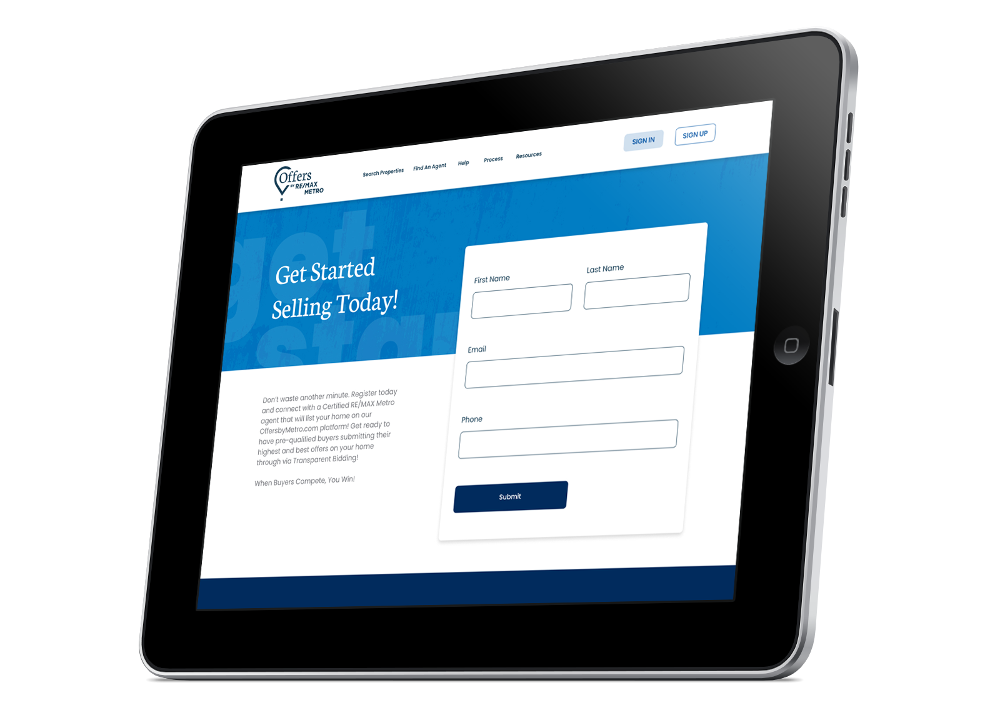 Offers
BY RE/MAX
METRO
Search Properties
Find An Agent
Help
Process
Resources
SIGN IN
SIGN UP
get
star
Get Started
Selling Today!
Don't waste another minute. Register today
and connect with a Certified RE/MAX Metro
agent that will list your home on our
OffersbyMetro.com platform! Get ready to
have pre-qualified buyers submitting their
highest and best offers on your home
through via Transparent Bidding!
When Buyers Compete, You Win!
First Name
Last Name
Email
Phone
Submit